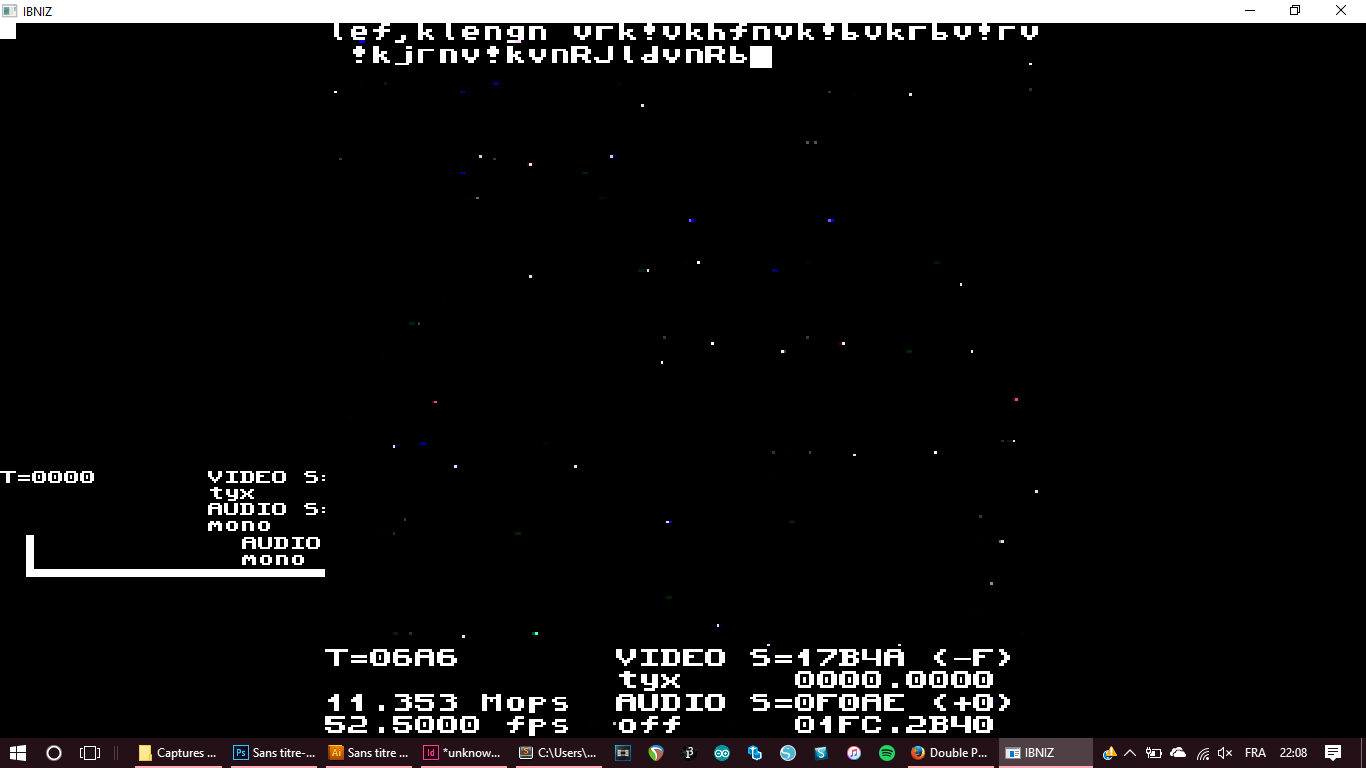 IBNIZ
lef,klengn vrk!vkhfnvk!bvkrbv!rv
!kjrnv!kvnRJldvnRb
T=0000 VIDEO S:
tyx
AUDIO S:
mono
AUDIO
mono
T=06A6 VIDEO S=17B4A (-F)
tyx 0000.0000
11.353 Mops AUDIO S=0F0AE (+0)
52.5000 fps off 01FC.2B40
Captures ... Sans titre-... Sans titre ... *unknow... C:\Users\... Double P... IBNIZ FRA 22:08